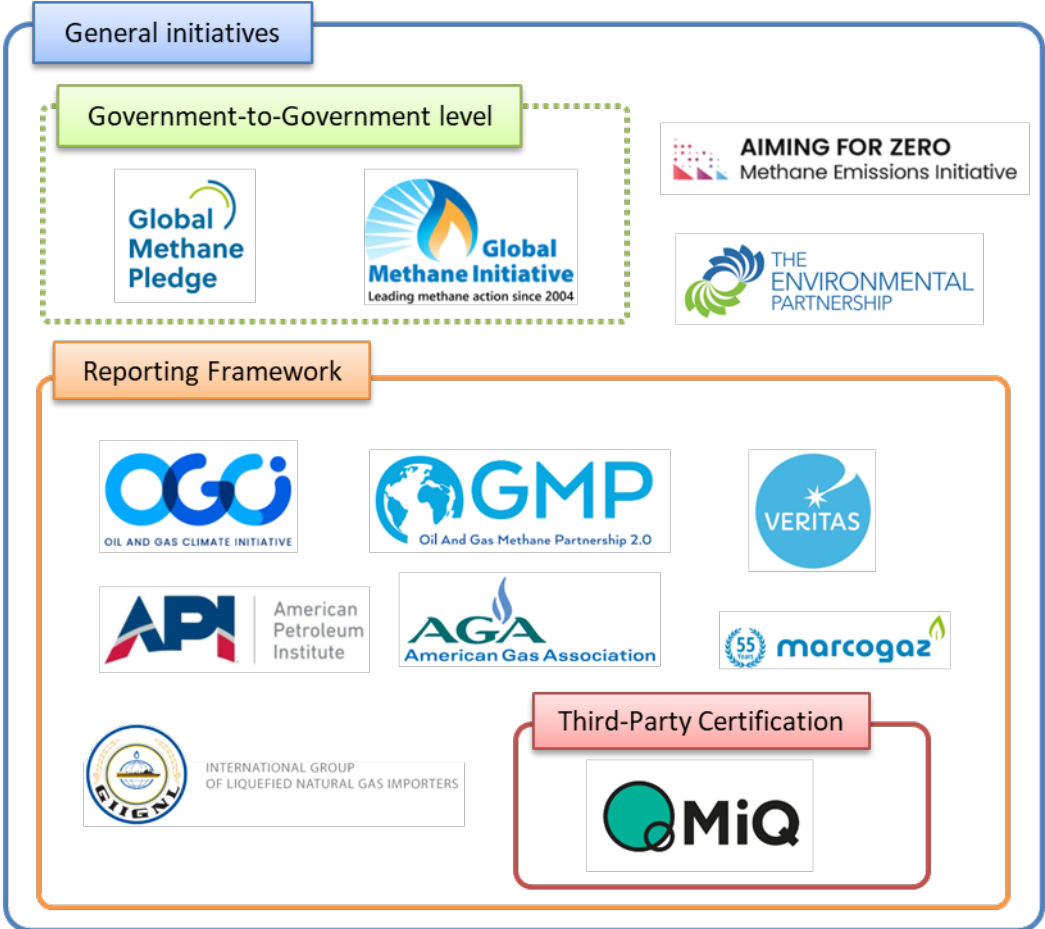 General initiatives
Government-to-Government level
Global
Methane
Pledge
Global
Methane Initiative
Leading methane action since 2004
AIMING FOR ZERO
Methane Emissions Initiative
THE
ENVIRONMENTAL
PARTNERSHIP
Reporting Framework
OGCi
OIL AND GAS CLIMATE INITIATIVE
OGMP
Oil And Gas Methane Partnership 2.0
VERITAS
API
American
Petroleum
Institute
AGA
American Gas Association
55
Years
marcogaz
GIIGNL
INTERNATIONAL GROUP
OF LIQUEFIED NATURAL GAS IMPORTERS
Third-Party Certification
MiQ